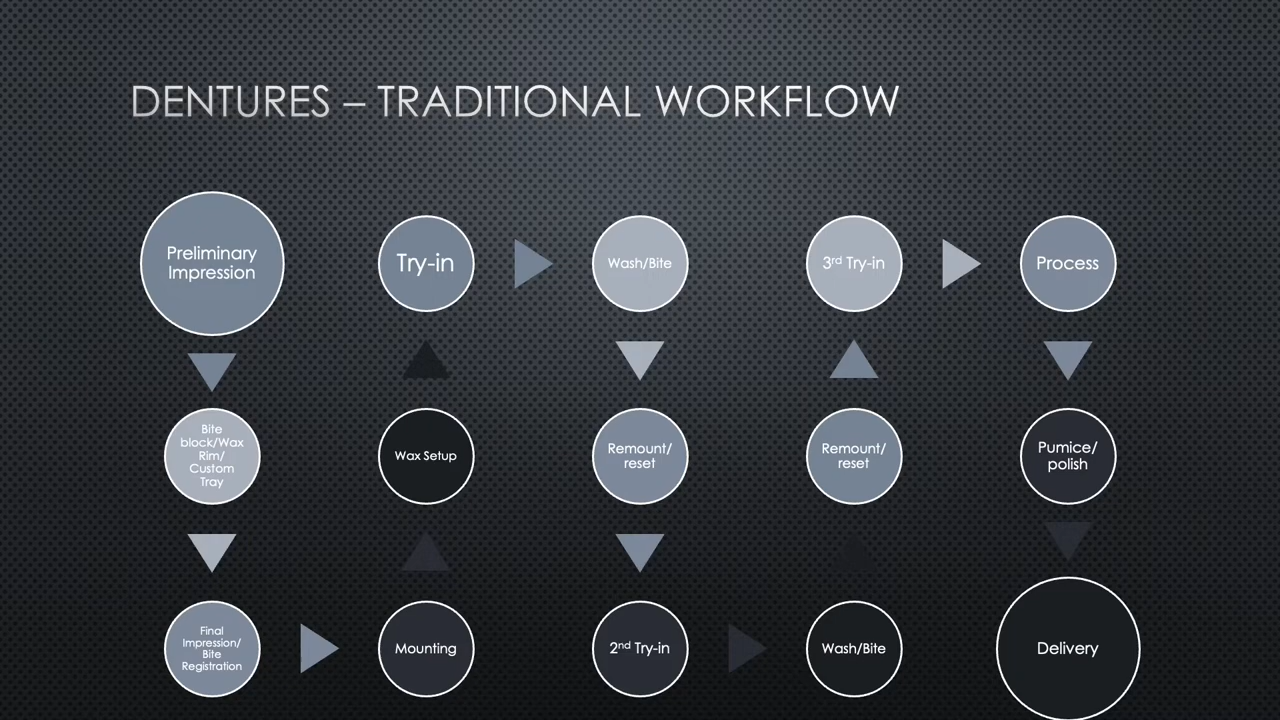 DENTURES – TRADITIONAL WORKFLOW
Preliminary
Impression
Bite
block/Wax
Rim/
Custom
Tray
Final
Impression/
Bite
Registration
Mounting
Wax Setup
Try-in
Wash/Bite
Remount/
reset
2nd Try-in
Wash/Bite
Remount/
reset
3rd Try-in
Process
Pumice/
polish
Delivery